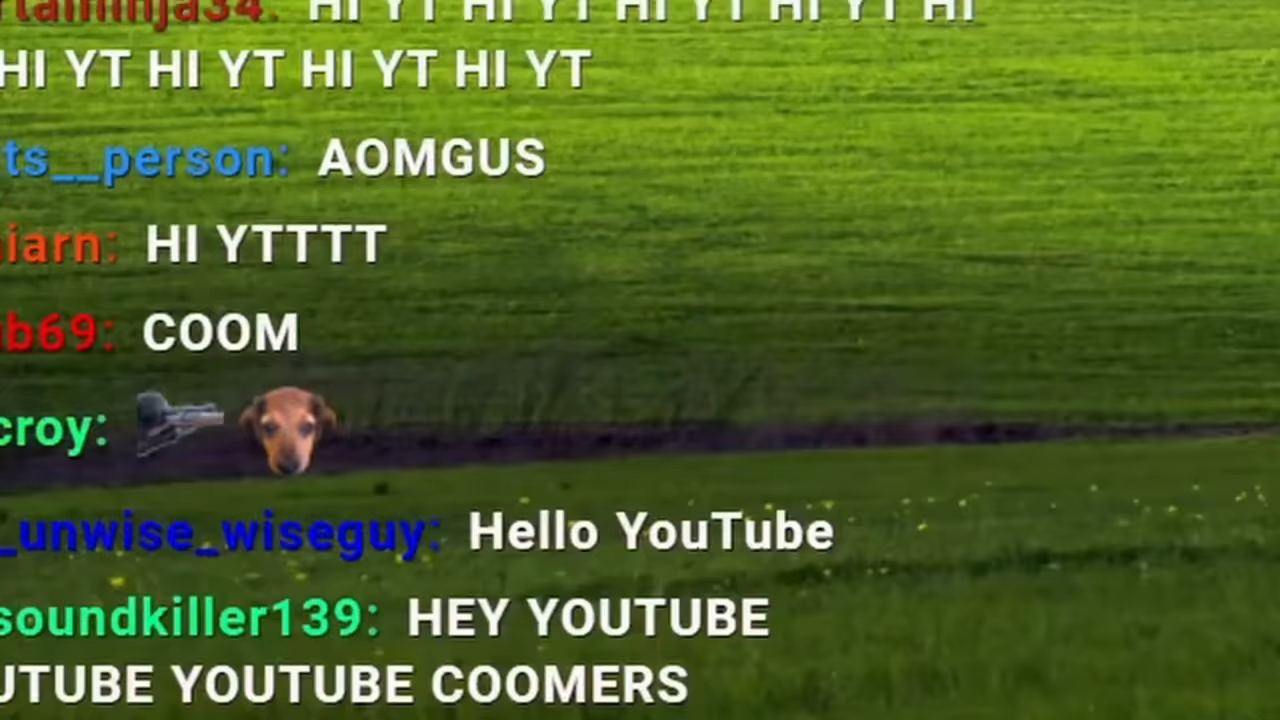 HI YT HI YT HI YT HI YT HI
HI YT HI YT HI YT HI YT
ts__person: AOMGUS
iarn: HI YTTTT
b69: COOM
croy:
_unwise_wiseguy: Hello YouTube
soundkiller139: HEY YOUTUBE
UTUBE YOUTUBE COOMERS